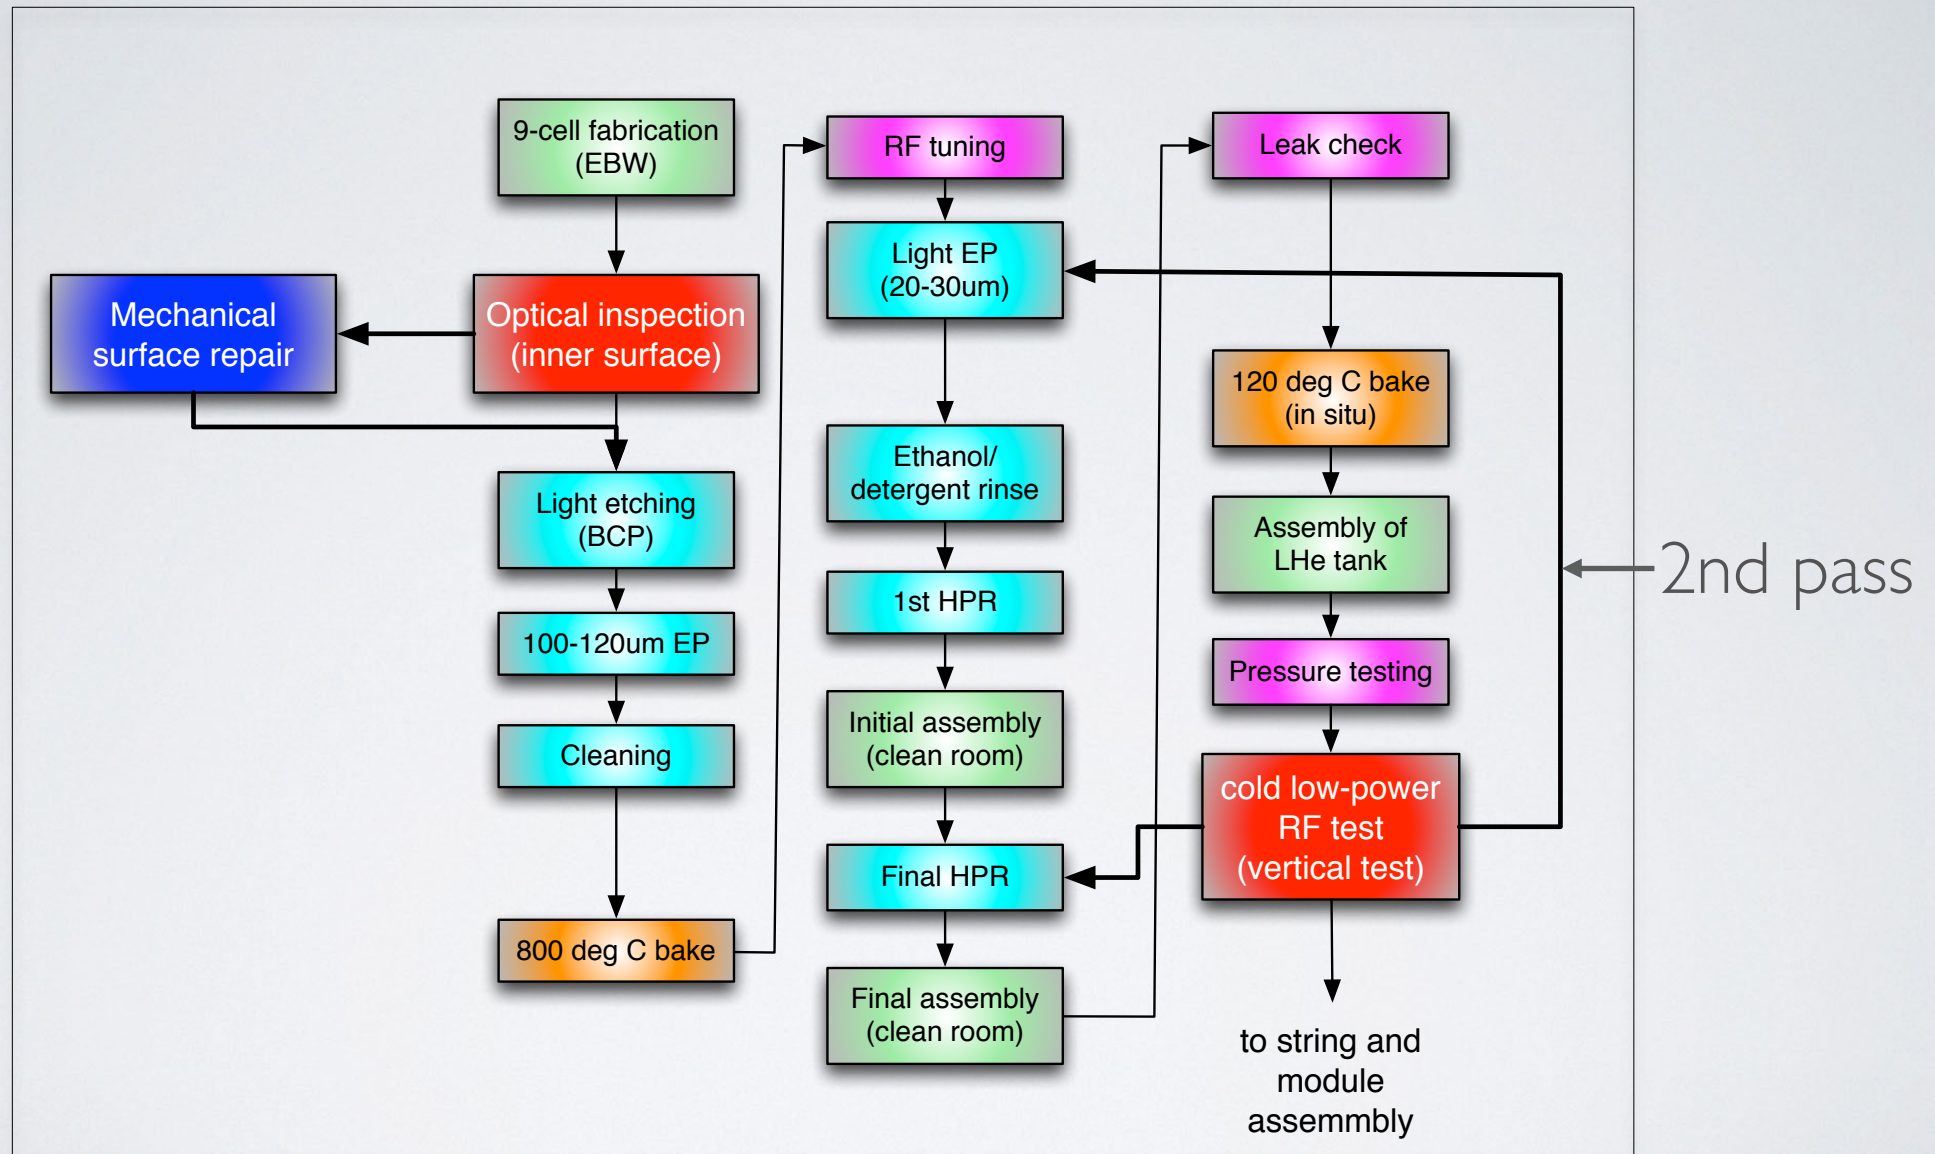 9-cell fabrication
(EBW)
Mechanical
surface repair
Optical inspection
(inner surface)
Light etching
(BCP)
100-120um EP
Cleaning
800 deg C bake
RF tuning
Light EP
(20-30um)
Ethanol/
detergent rinse
1st HPR
Initial assembly
(clean room)
Final HPR
Final assembly
(clean room)
Leak check
120 deg C bake
(in situ)
Assembly of
LHe tank
Pressure testing
cold low-power
RF test
(vertical test)
to string and
module
assemmbly
2nd pass